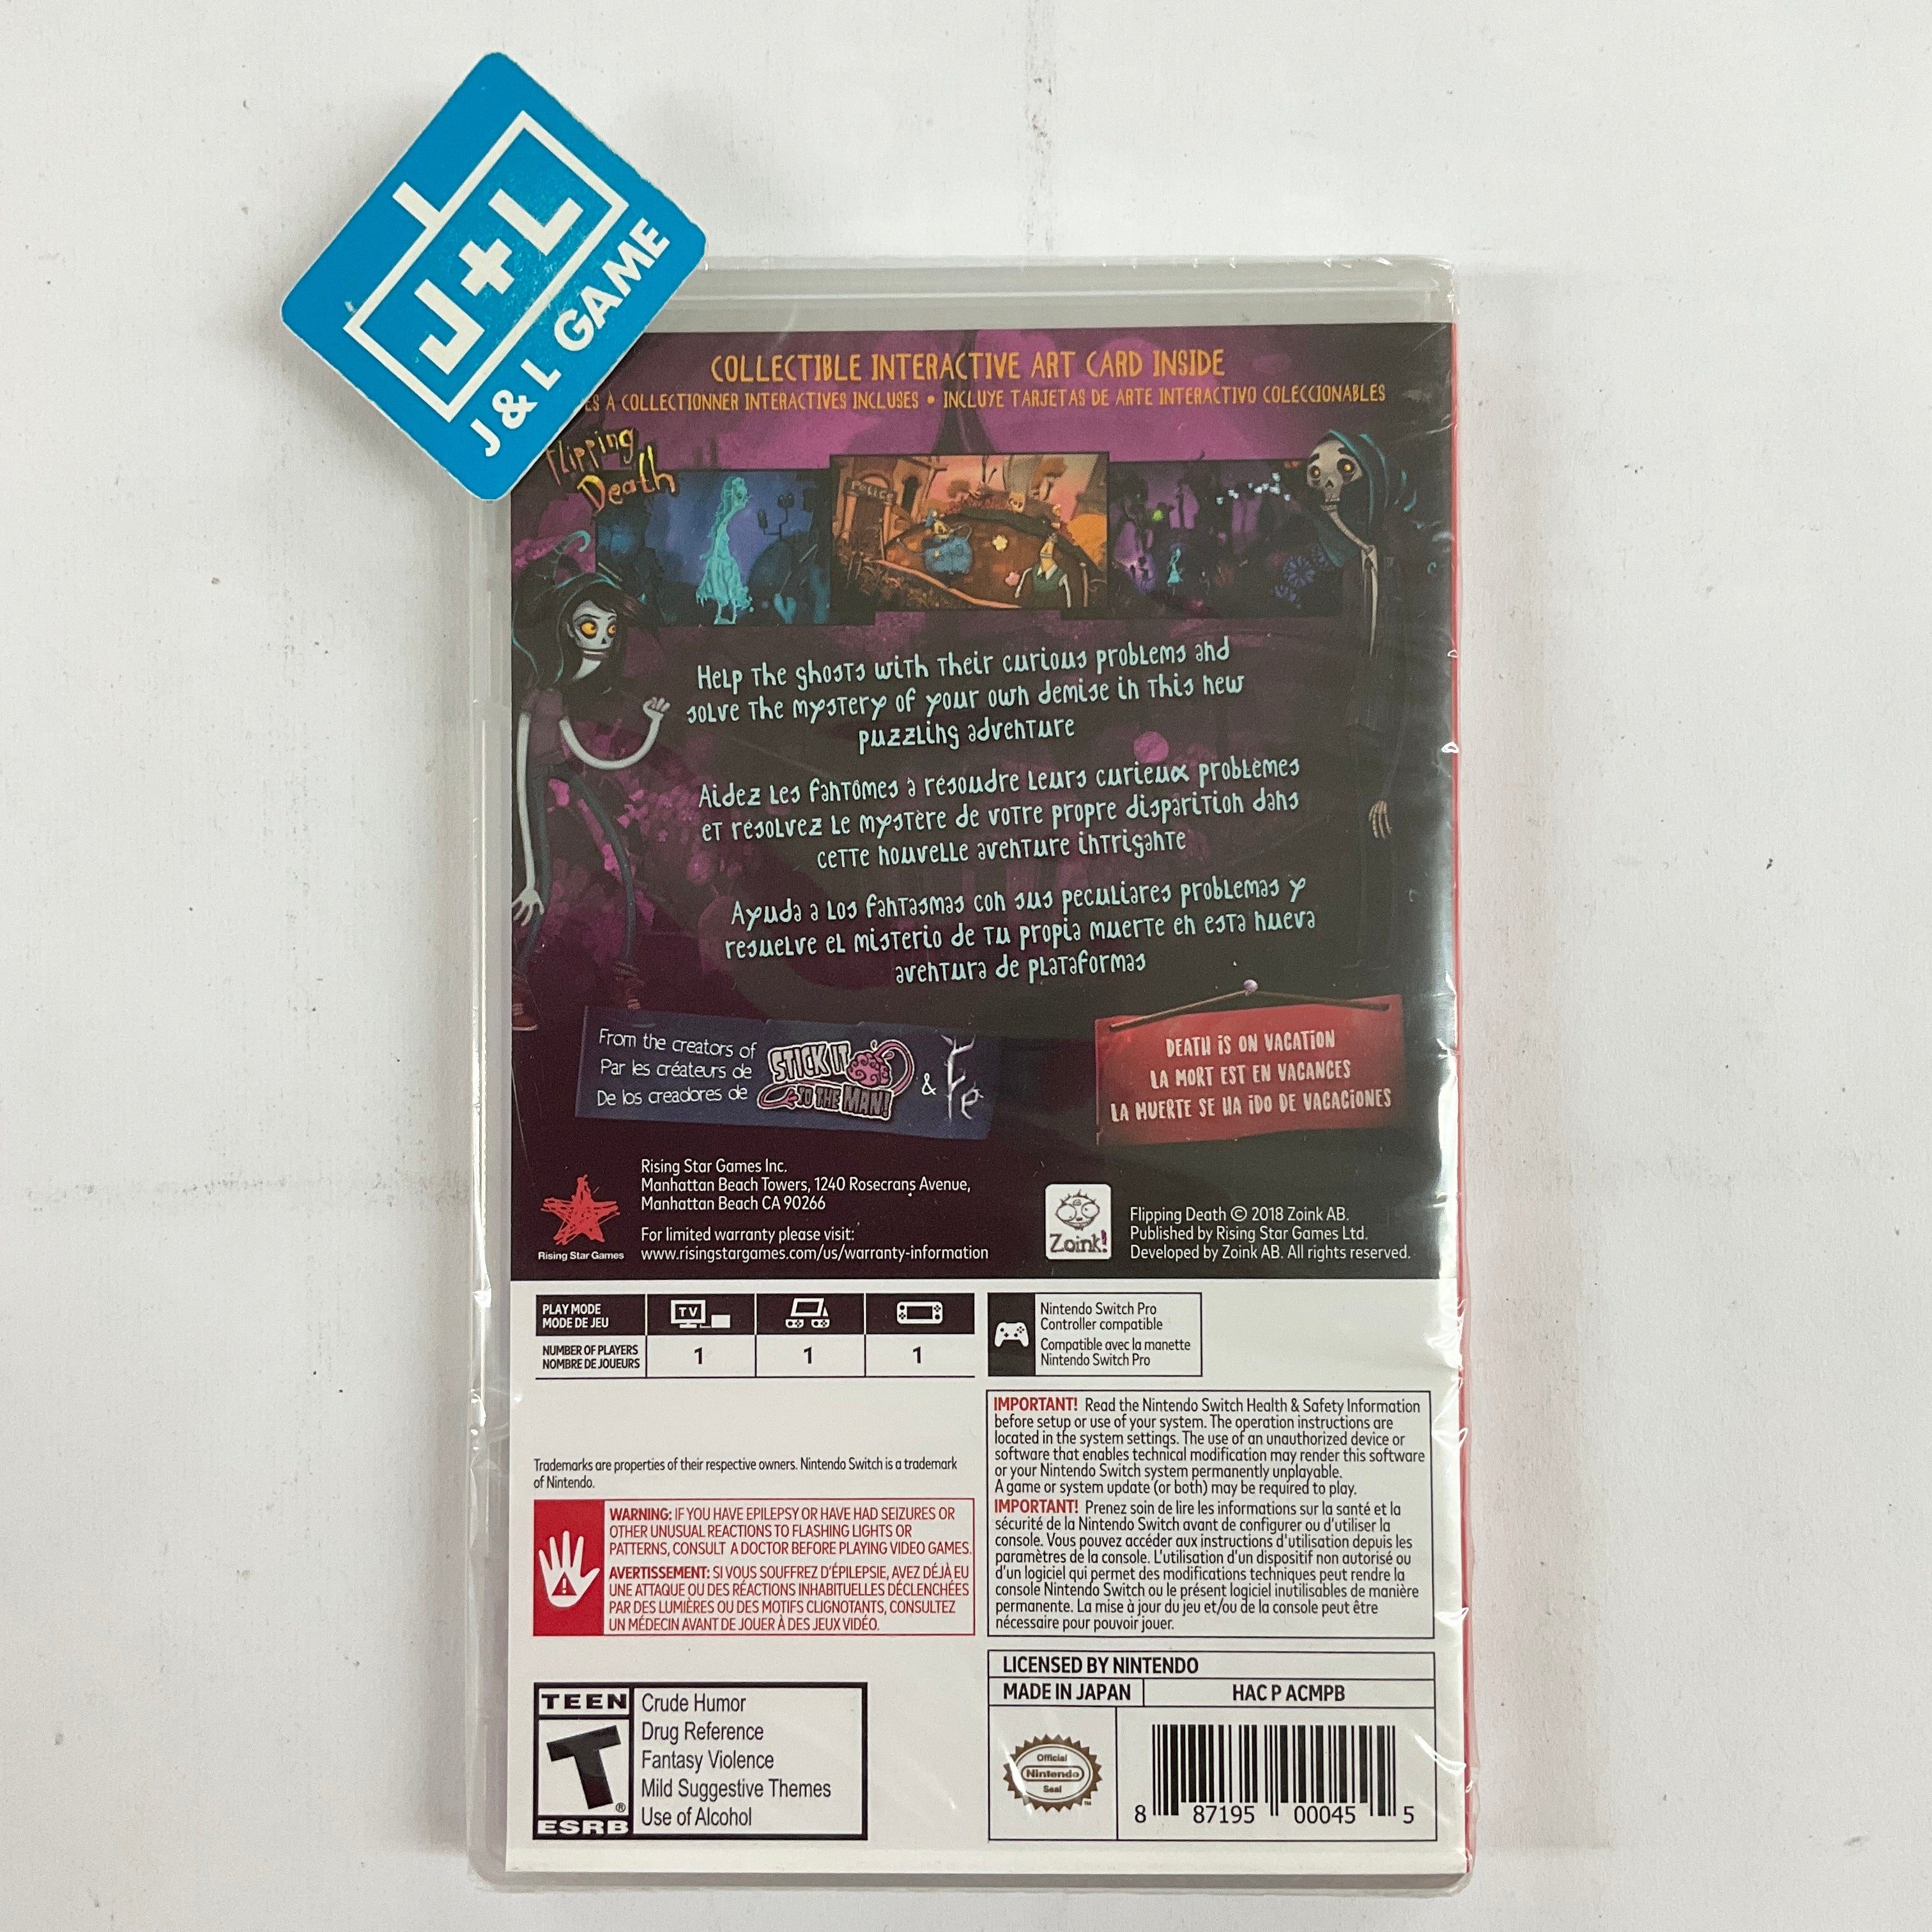 J+L
J & L GAME
COLLECTIBLE INTERACTIVE ART CARD INSIDE
À COLLECTIONNER INTERACTIVES INCLUSES • INCLUYE TARJETAS DE ARTE INTERACTIVO COLECCIONABLES
Flipping
Death
POLICE
Help the ghosts with their curious problems and
solve the mystery of your own demise in this new
puzzling adventure
Aidez les fantômes à résoudre leurs curieux problèmes
et résolvez le mystère de votre propre disparition dans
cette nouvelle aventure intrigante
Ayuda a los fantasmas con sus peculiares problemas y
resuelve el misterio de tu propia muerte en esta nueva
aventura de plataformas
From the creators of
Par les créateurs de
De los creadores de
STICK IT
TO THE MAN!
& Fe
DEATH IS ON VACATION
LA MORT EST EN VACANCES
LA MUERTE SE HA IDO DE VACACIONES
Rising Star Games Inc.
Manhattan Beach Towers, 1240 Rosecrans Avenue,
Manhattan Beach CA 90266
For limited warranty please visit:
www.risingstargames.com/us/warranty-information
Rising Star Games
Zoink!
Flipping Death © 2018 Zoink AB.
Published by Rising Star Games Ltd.
Developed by Zoink AB. All rights reserved.
PLAY MODE
MODE DE JEU
TV
NUMBER OF PLAYERS
NOMBRE DE JOUEURS
1 1 1
Nintendo Switch Pro
Controller compatible
Compatible avec la manette
Nintendo Switch Pro
Trademarks are properties of their respective owners. Nintendo Switch is a trademark
of Nintendo.
WARNING: IF YOU HAVE EPILEPSY OR HAVE HAD SEIZURES OR
OTHER UNUSUAL REACTIONS TO FLASHING LIGHTS OR
PATTERNS, CONSULT A DOCTOR BEFORE PLAYING VIDEO GAMES.
AVERTISSEMENT: SI VOUS SOUFFREZ D'ÉPILEPSIE, AVEZ DÉJÀ EU
UNE ATTAQUE OU DES RÉACTIONS INHABITUELLES DÉCLENCHÉES
PAR DES LUMIÈRES OU DES MOTIFS CLIGNOTANTS, CONSULTEZ
UN MÉDECIN AVANT DE JOUER À DES JEUX VIDÉO.
IMPORTANT! Read the Nintendo Switch Health & Safety Information
before setup or use of your system. The operation instructions are
located in the system settings. The use of an unauthorized device or
software that enables technical modification may render this software
or your Nintendo Switch system permanently unplayable.
A game or system update (or both) may be required to play.
IMPORTANT! Prenez soin de lire les informations sur la santé et la
sécurité de la Nintendo Switch avant de configurer ou d'utiliser la
console. Vous pouvez accéder aux instructions d'utilisation depuis les
paramètres de la console. L'utilisation d'un dispositif non autorisé ou
d'un logiciel qui permet des modifications techniques peut rendre la
console Nintendo Switch ou le présent logiciel inutilisables de manière
permanente. La mise à jour du jeu et/ou de la console peut être
nécessaire pour pouvoir jouer.
TEEN
T
®
ESRB
Crude Humor
Drug Reference
Fantasy Violence
Mild Suggestive Themes
Use of Alcohol
LICENSED BY NINTENDO
MADE IN JAPAN
HAC P ACMPB
Official
Nintendo
Seal
™
8 87195 00045 5